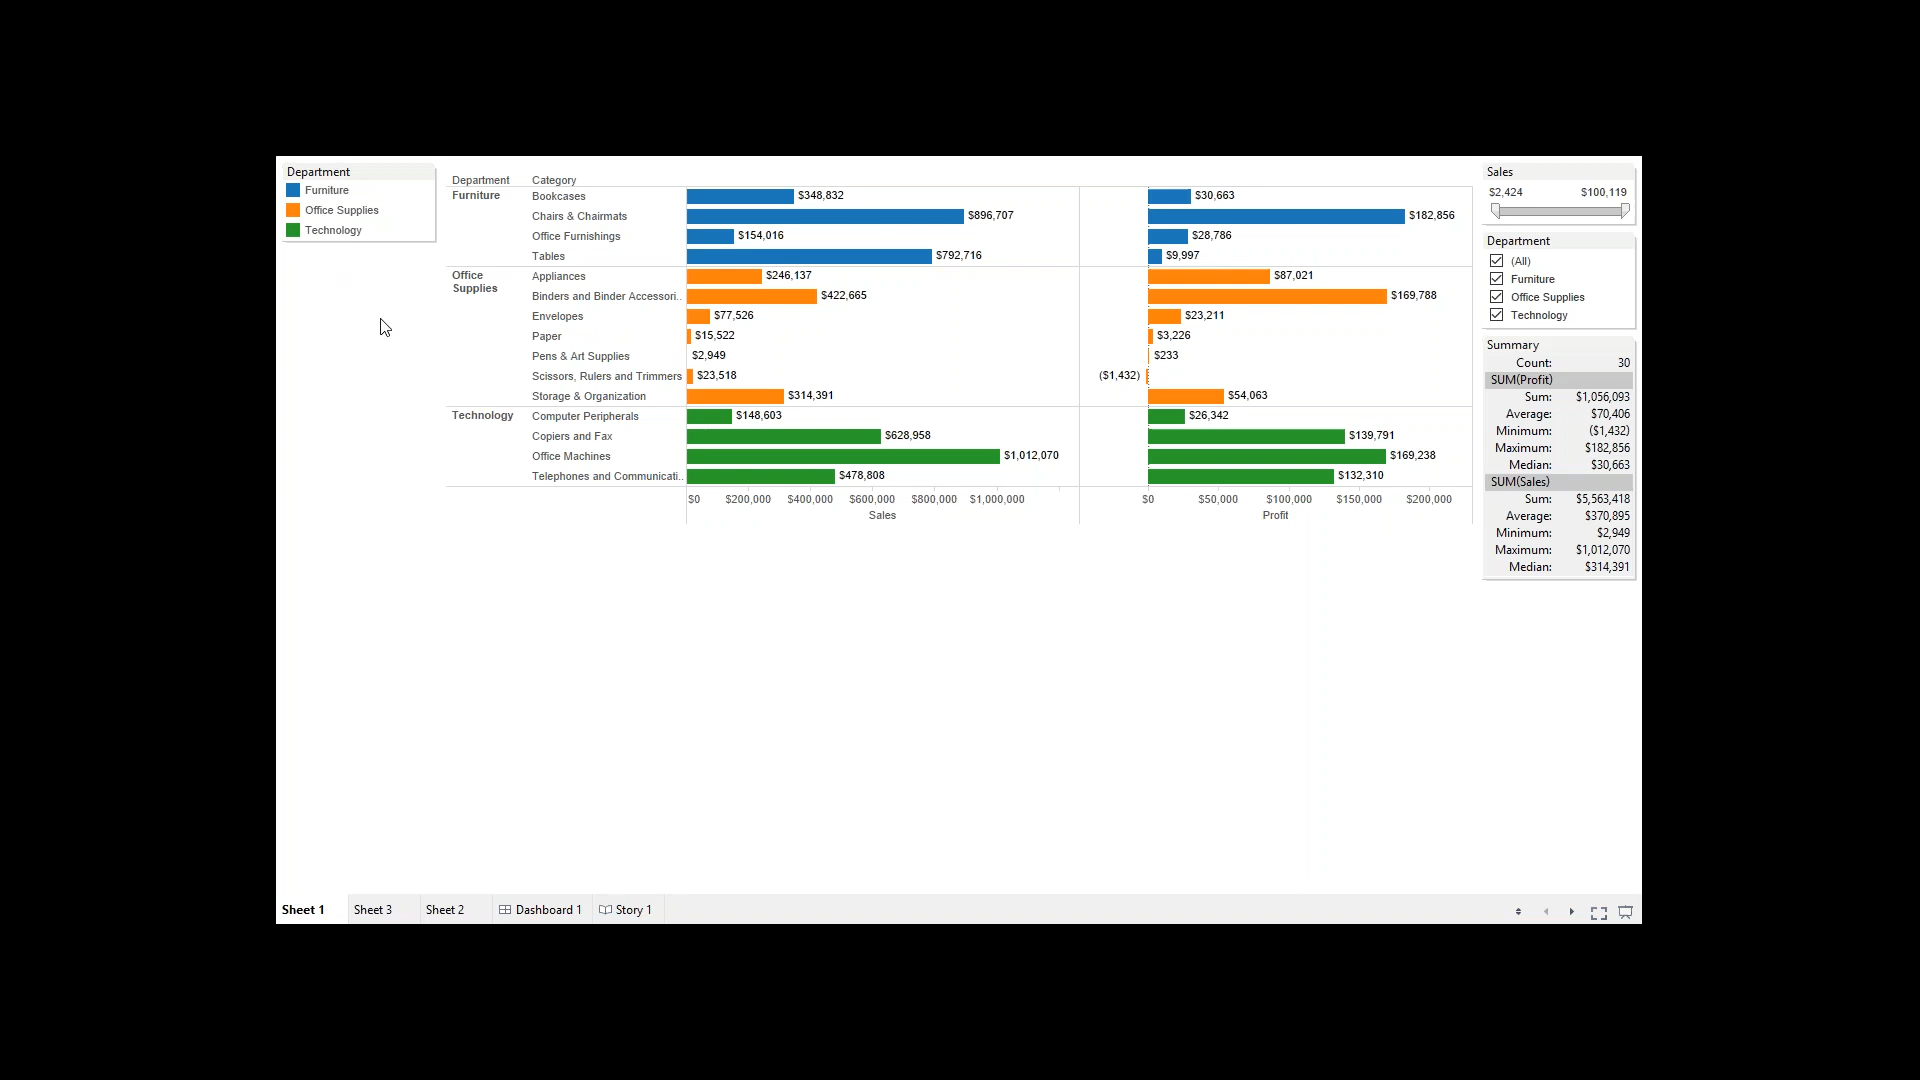 Department
Furniture
Office Supplies
Technology
Department Category
Furniture Bookcases $348,832 $30,663
Chairs & Chairmats $896,707 $182,856
Office Furnishings $154,016 $28,786
Tables $792,716 $9,997
Office Supplies Appliances $246,137 $87,021
Binders and Binder Accessori.. $422,665 $169,788
Envelopes $77,526 $23,211
Paper $15,522 $3,226
Pens & Art Supplies $2,949 $233
Scissors, Rulers and Trimmers $23,518 ($1,432)
Storage & Organization $314,391 $54,063
Technology Computer Peripherals $148,603 $26,342
Copiers and Fax $628,958 $139,791
Office Machines $1,012,070 $169,238
Telephones and Communicati.. $478,808 $132,310
$0 $200,000 $400,000 $600,000 $800,000 $1,000,000 $0 $50,000 $100,000 $150,000 $200,000
Sales Profit
Sales
$2,424 $100,119
Department
(All)
Furniture
Office Supplies
Technology
Summary
Count: 30
SUM(Profit)
Sum: $1,056,093
Average: $70,406
Minimum: ($1,432)
Maximum: $182,856
Median: $30,663
SUM(Sales)
Sum: $5,563,418
Average: $370,895
Minimum: $2,949
Maximum: $1,012,070
Median: $314,391
Sheet 1 Sheet 3 Sheet 2 Dashboard 1 Story 1